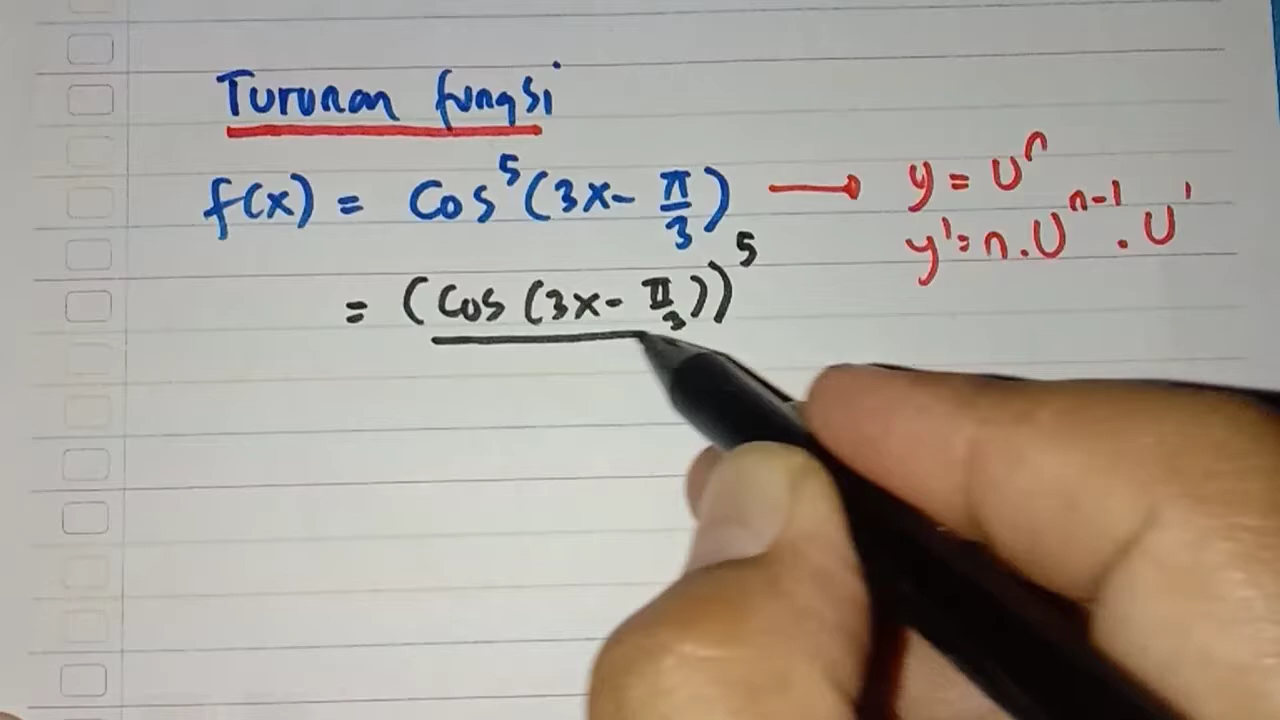 Turunan fungsi
f(x) = Cos⁵(3x - π/3) → y = Uⁿ
y' = n.Uⁿ⁻¹.U'
= (Cos (3x - π/3))⁵